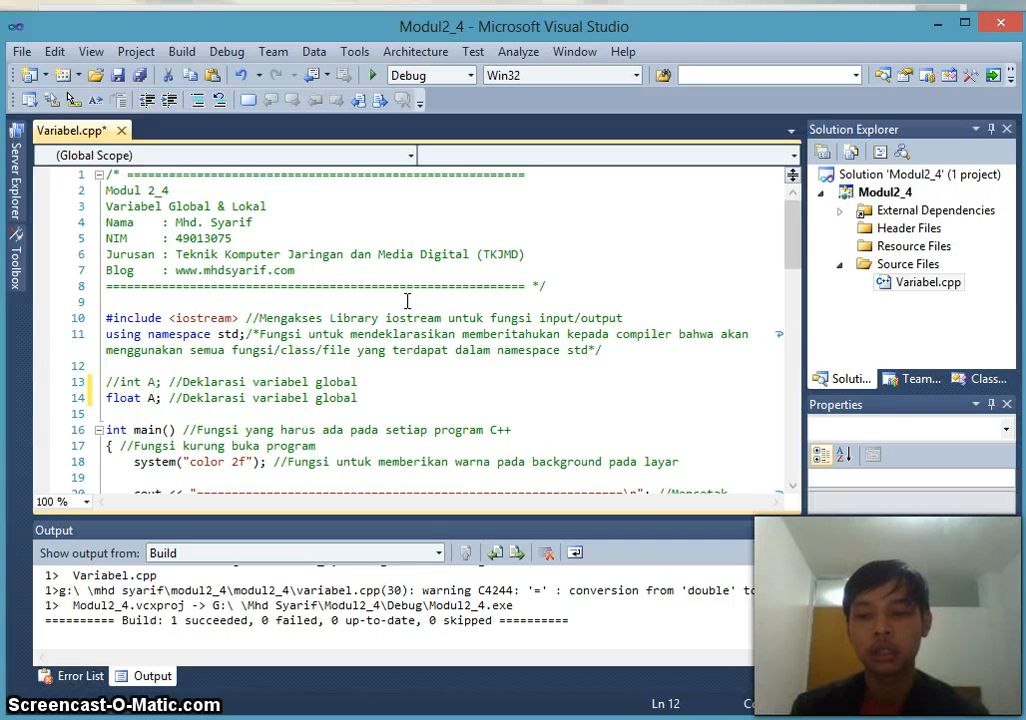 Modul2_4 - Microsoft Visual Studio
File Edit View Project Build Debug Team Data Tools Architecture Test Analyze Window Help
Debug Win32
Variabel.cpp*
Solution Explorer
(Global Scope)
Server Explorer
Toolbox
1 /* ============================================================
2 Modul 2_4
3 Variabel Global & Lokal
4 Nama : Mhd. Syarif
5 NIM : 49013075
6 Jurusan : Teknik Komputer Jaringan dan Media Digital (TKJMD)
7 Blog : www.mhdsyarif.com
8 ============================================================ */
9
10 #include <iostream> //Mengakses Library iostream untuk fungsi input/output
11 using namespace std;/*Fungsi untuk mendeklarasikan memberitahukan kepada compiler bahwa akan
menggunakan semua fungsi/class/file yang terdapat dalam namespace std*/
12
13 //int A; //Deklarasi variabel global
14 float A; //Deklarasi variabel global
15
16 int main() //Fungsi yang harus ada pada setiap program C++
17 { //Fungsi kurung buka program
18 system("color 2f"); //Fungsi untuk memberikan warna pada background pada layar
19
20 cout << "============================================================\n"; //Mencetak
100 %
Solution 'Modul2_4' (1 project)
Modul2_4
External Dependencies
Header Files
Resource Files
Source Files
Variabel.cpp
Soluti... Team... Class...
Properties
Output
Show output from: Build
1> Variabel.cpp
1>g:\ \mhd syarif\modul2_4\modul2_4\variabel.cpp(30): warning C4244: '=' : conversion from 'double' to
1> Modul2_4.vcxproj -> G:\ \Mhd Syarif\Modul2_4\Debug\Modul2_4.exe
========== Build: 1 succeeded, 0 failed, 0 up-to-date, 0 skipped ==========
Error List Output
Screencast-O-Matic.com
Ln 12